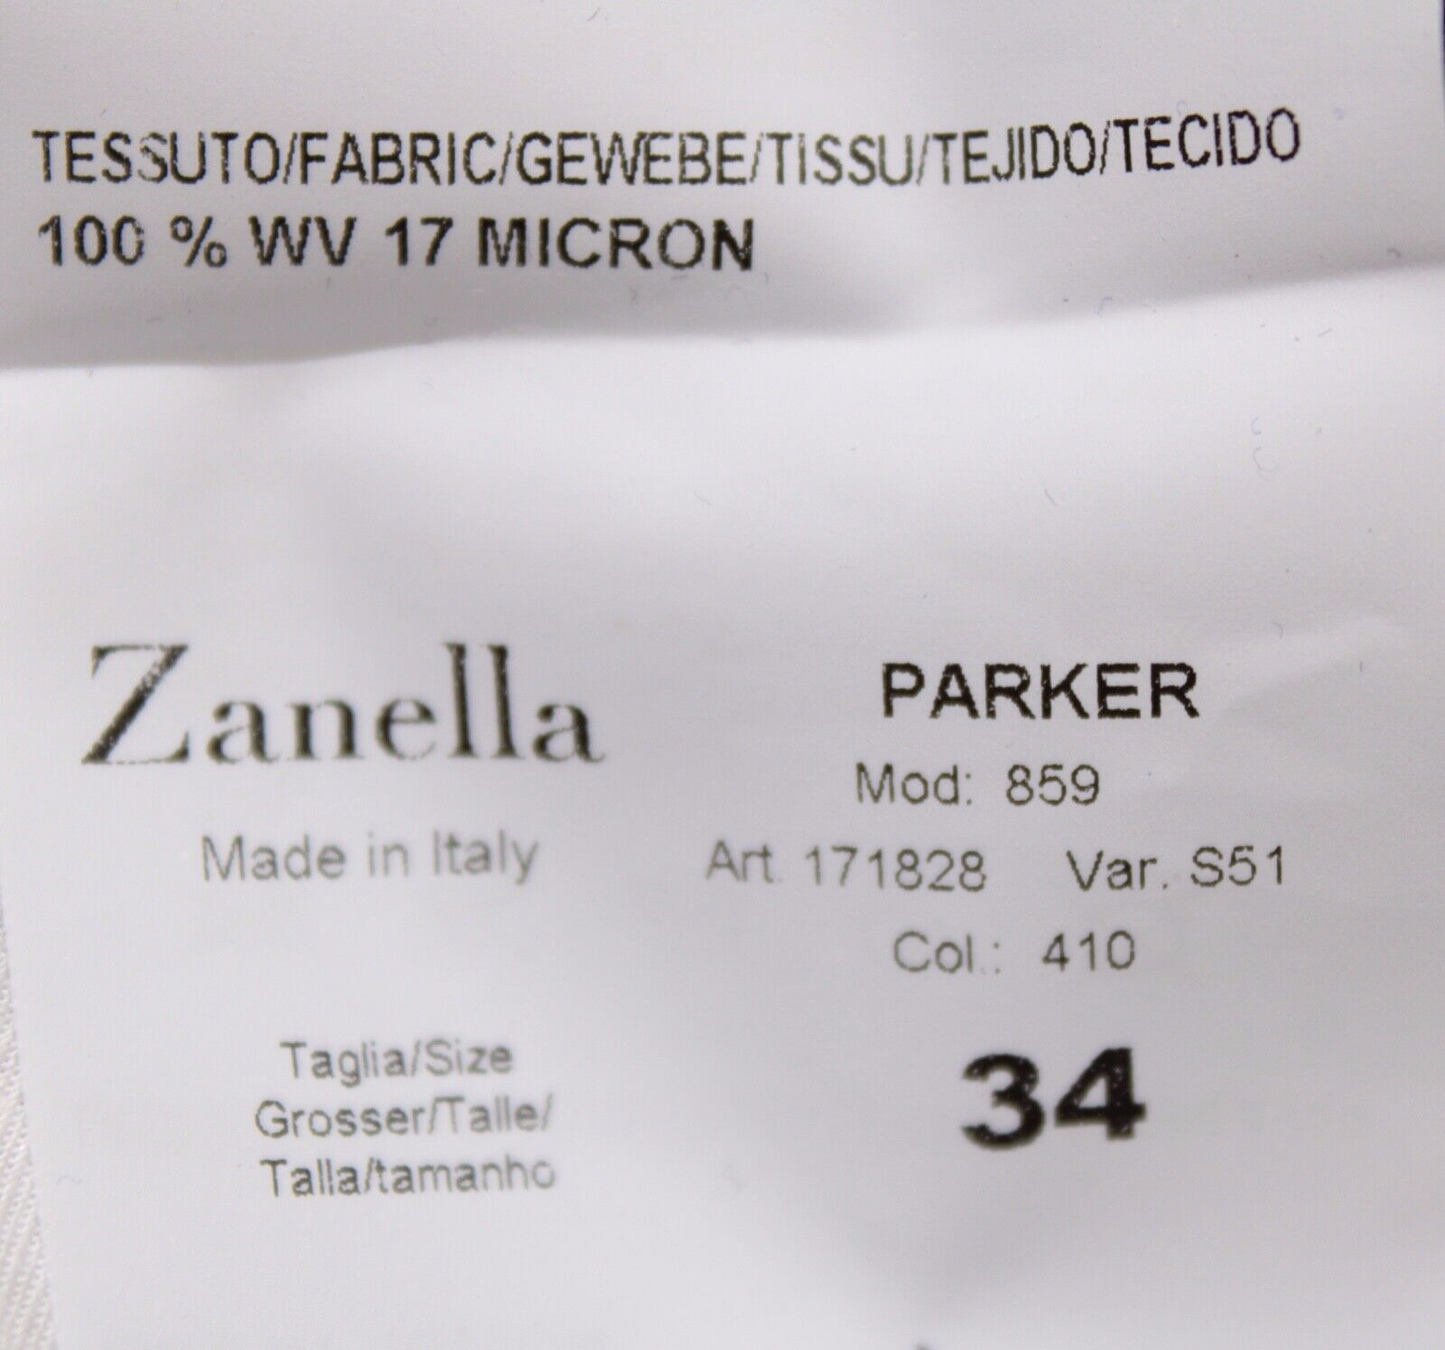 TESSUTO/FABRIC/GEWEBE/TISSU/TEJIDO/TECIDO
100 % WV 17 MICRON
Zanella
Made in Italy
PARKER
Mod: 859
Art. 171828 Var. S51
Col.: 410
Taglia/Size
Grosser/Talle/
Talla/tamanho
34